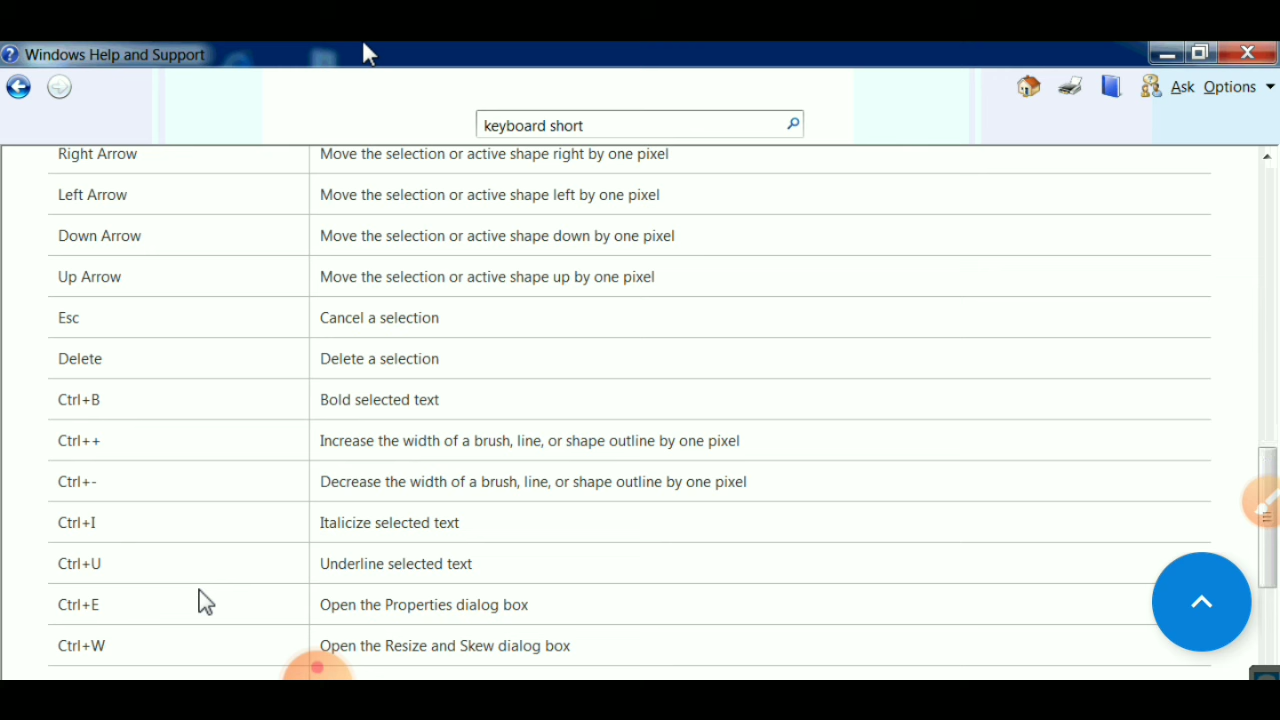 Windows Help and Support
Ask Options
keyboard short
Right Arrow Move the selection or active shape right by one pixel
Left Arrow Move the selection or active shape left by one pixel
Down Arrow Move the selection or active shape down by one pixel
Up Arrow Move the selection or active shape up by one pixel
Esc Cancel a selection
Delete Delete a selection
Ctrl+B Bold selected text
Ctrl++ Increase the width of a brush, line, or shape outline by one pixel
Ctrl+- Decrease the width of a brush, line, or shape outline by one pixel
Ctrl+I Italicize selected text
Ctrl+U Underline selected text
Ctrl+E Open the Properties dialog box
Ctrl+W Open the Resize and Skew dialog box